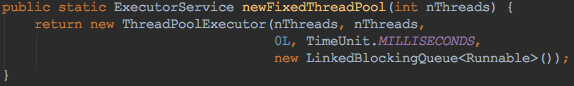 public static ExecutorService newFixedThreadPool(int nThreads) {
    return new ThreadPoolExecutor(nThreads, nThreads,
                                  0L, TimeUnit.MILLISECONDS,
                                  new LinkedBlockingQueue<Runnable>());
}